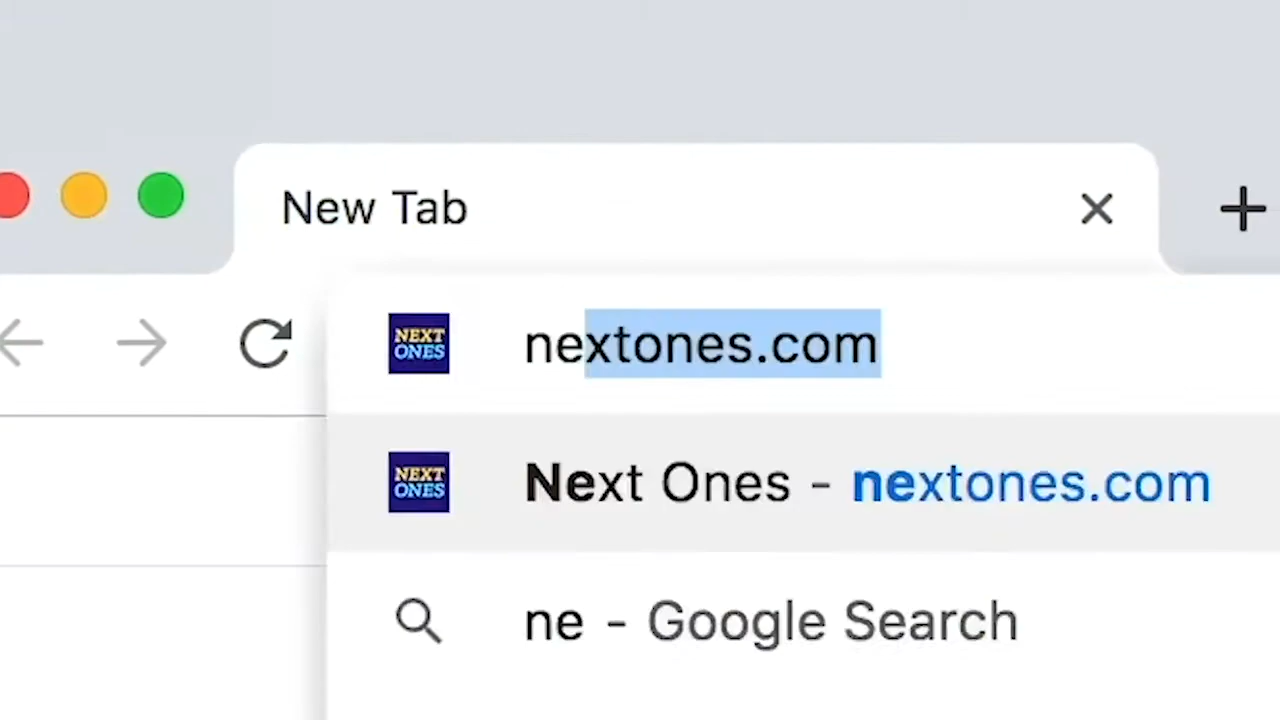 New Tab
NEXT
ONES
nextones.com
NEXT
ONES
Next Ones - nextones.com
ne - Google Search